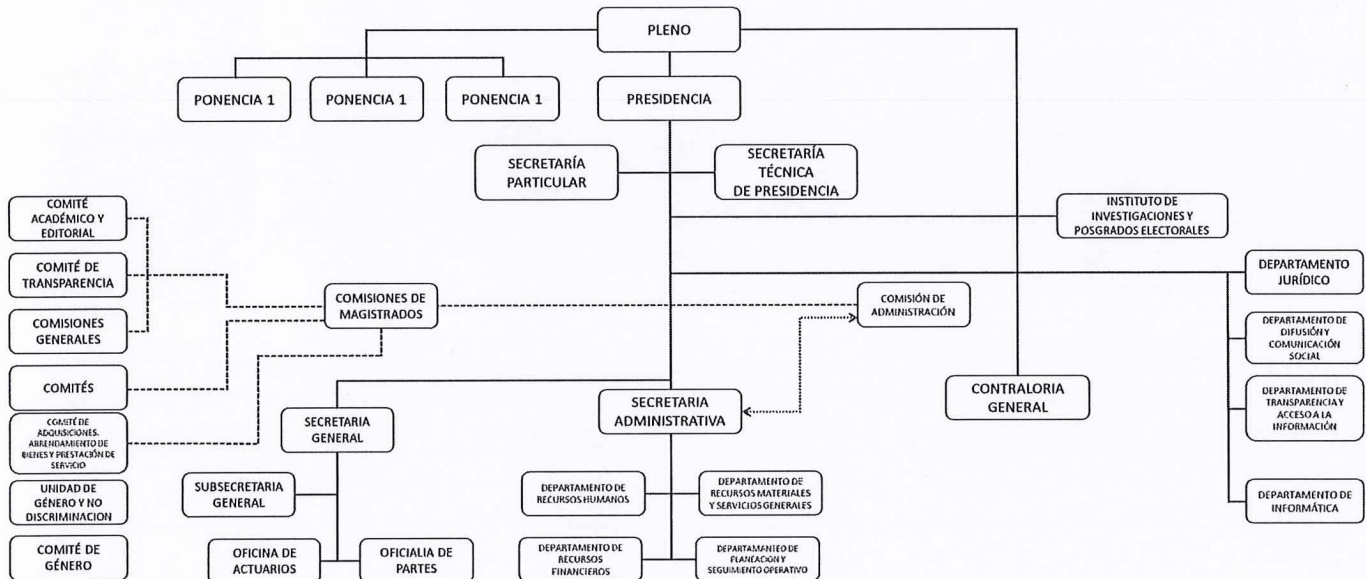 PLENO
PONENCIA 1
PONENCIA 1
PONENCIA 1
PRESIDENCIA
SECRETARÍA
PARTICULAR
SECRETARÍA
TÉCNICA
DE PRESIDENCIA
INSTITUTO DE
INVESTIGACIONES Y
POSGRADOS ELECTORALES
COMITÉ
ACADÉMICO Y
EDITORIAL
COMITÉ DE
TRANSPARENCIA
COMISIONES
GENERALES
COMITÉS
COMITÉ DE
ADQUISICIONES.
ARRENDAMIENTO DE
BIENES Y PRESTACIÓN DE
SERVICIO
UNIDAD DE
GÉNERO Y NO
DISCRIMINACION
COMITÉ DE
GÉNERO
COMISIONES DE
MAGISTRADOS
COMISIÓN DE
ADMINISTRACIÓN
DEPARTAMENTO
JURÍDICO
DEPARTAMENTO DE
DIFUSIÓN Y
COMUNICACIÓN
SOCIAL
DEPARTAMENTO DE
TRANSPARENCIA Y
ACCESO A LA
INFORMACIÓN
DEPARTAMENTO DE
INFORMÁTICA
CONTRALORIA
GENERAL
SECRETARIA
GENERAL
SECRETARIA
ADMINISTRATIVA
SUBSECRETARIA
GENERAL
OFICINA DE
ACTUARIOS
OFICIALIA DE
PARTES
DEPARTAMENTO DE
RECURSOS HUMANOS
DEPARTAMENTO DE
RECURSOS MATERIALES
Y SERVICIOS GENERALES
DEPARTAMENTO DE
RECURSOS
FINANCIEROS
DEPARTAMANTEO DE
PLANEACIÓN Y
SEGUIMIENTO OPERATIVO